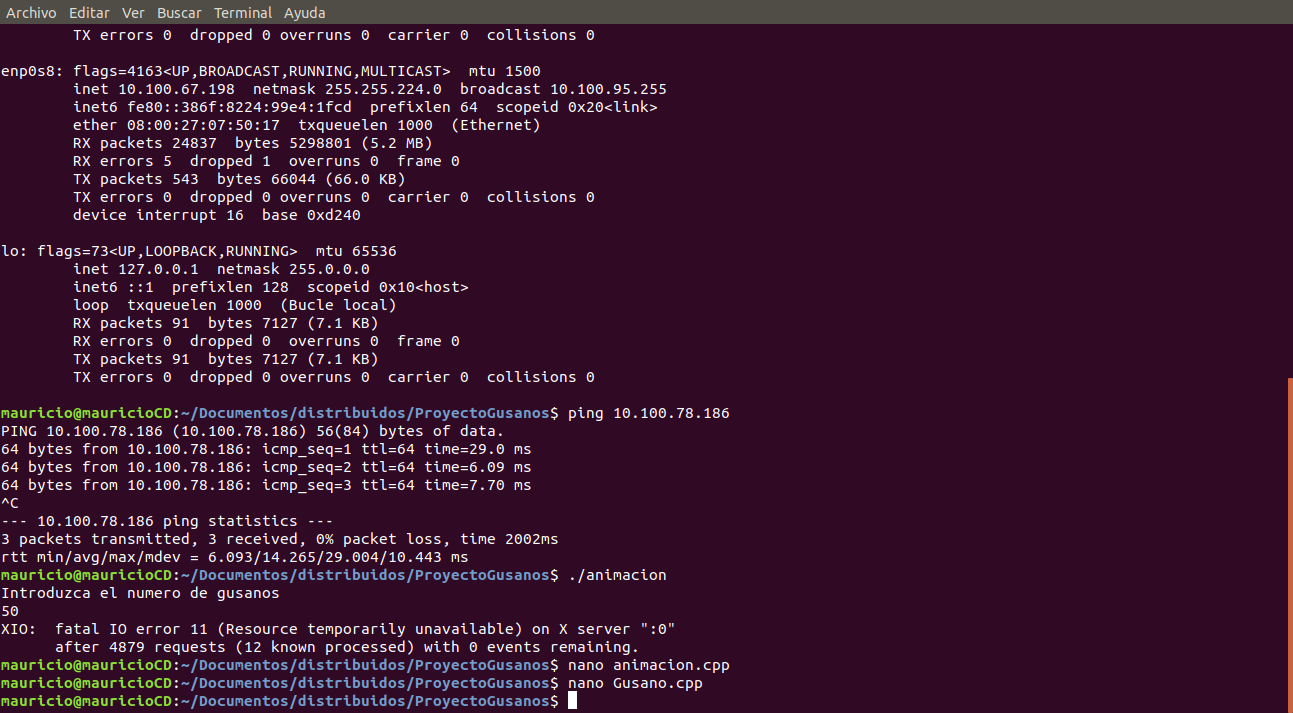 Archivo Editar Ver Buscar Terminal Ayuda
TX errors 0  dropped 0 overruns 0  carrier 0  collisions 0
enp0s8: flags=4163<UP,BROADCAST,RUNNING,MULTICAST>  mtu 1500
inet 10.100.67.198  netmask 255.255.224.0  broadcast 10.100.95.255
inet6 fe80::386f:8224:99e4:1fcd  prefixlen 64  scopeid 0x20<link>
ether 08:00:27:07:50:17  txqueuelen 1000  (Ethernet)
RX packets 24837  bytes 5298801 (5.2 MB)
RX errors 5  dropped 1  overruns 0  frame 0
TX packets 543  bytes 66044 (66.0 KB)
TX errors 0  dropped 0 overruns 0  carrier 0  collisions 0
device interrupt 16  base 0xd240
lo: flags=73<UP,LOOPBACK,RUNNING>  mtu 65536
inet 127.0.0.1  netmask 255.0.0.0
inet6 ::1  prefixlen 128  scopeid 0x10<host>
loop  txqueuelen 1000  (Bucle local)
RX packets 91  bytes 7127 (7.1 KB)
RX errors 0  dropped 0  overruns 0  frame 0
TX packets 91  bytes 7127 (7.1 KB)
TX errors 0  dropped 0 overruns 0  carrier 0  collisions 0
mauricio@mauricioCD:~/Documentos/distribuidos/ProyectoGusanos$ ping 10.100.78.186
PING 10.100.78.186 (10.100.78.186) 56(84) bytes of data.
64 bytes from 10.100.78.186: icmp_seq=1 ttl=64 time=29.0 ms
64 bytes from 10.100.78.186: icmp_seq=2 ttl=64 time=6.09 ms
64 bytes from 10.100.78.186: icmp_seq=3 ttl=64 time=7.70 ms
^C
--- 10.100.78.186 ping statistics ---
3 packets transmitted, 3 received, 0% packet loss, time 2002ms
rtt min/avg/max/mdev = 6.093/14.265/29.004/10.443 ms
mauricio@mauricioCD:~/Documentos/distribuidos/ProyectoGusanos$ ./animacion
Introduzca el numero de gusanos
50
XIO:  fatal IO error 11 (Resource temporarily unavailable) on X server ":0"
after 4879 requests (12 known processed) with 0 events remaining.
mauricio@mauricioCD:~/Documentos/distribuidos/ProyectoGusanos$ nano animacion.cpp
mauricio@mauricioCD:~/Documentos/distribuidos/ProyectoGusanos$ nano Gusano.cpp
mauricio@mauricioCD:~/Documentos/distribuidos/ProyectoGusanos$